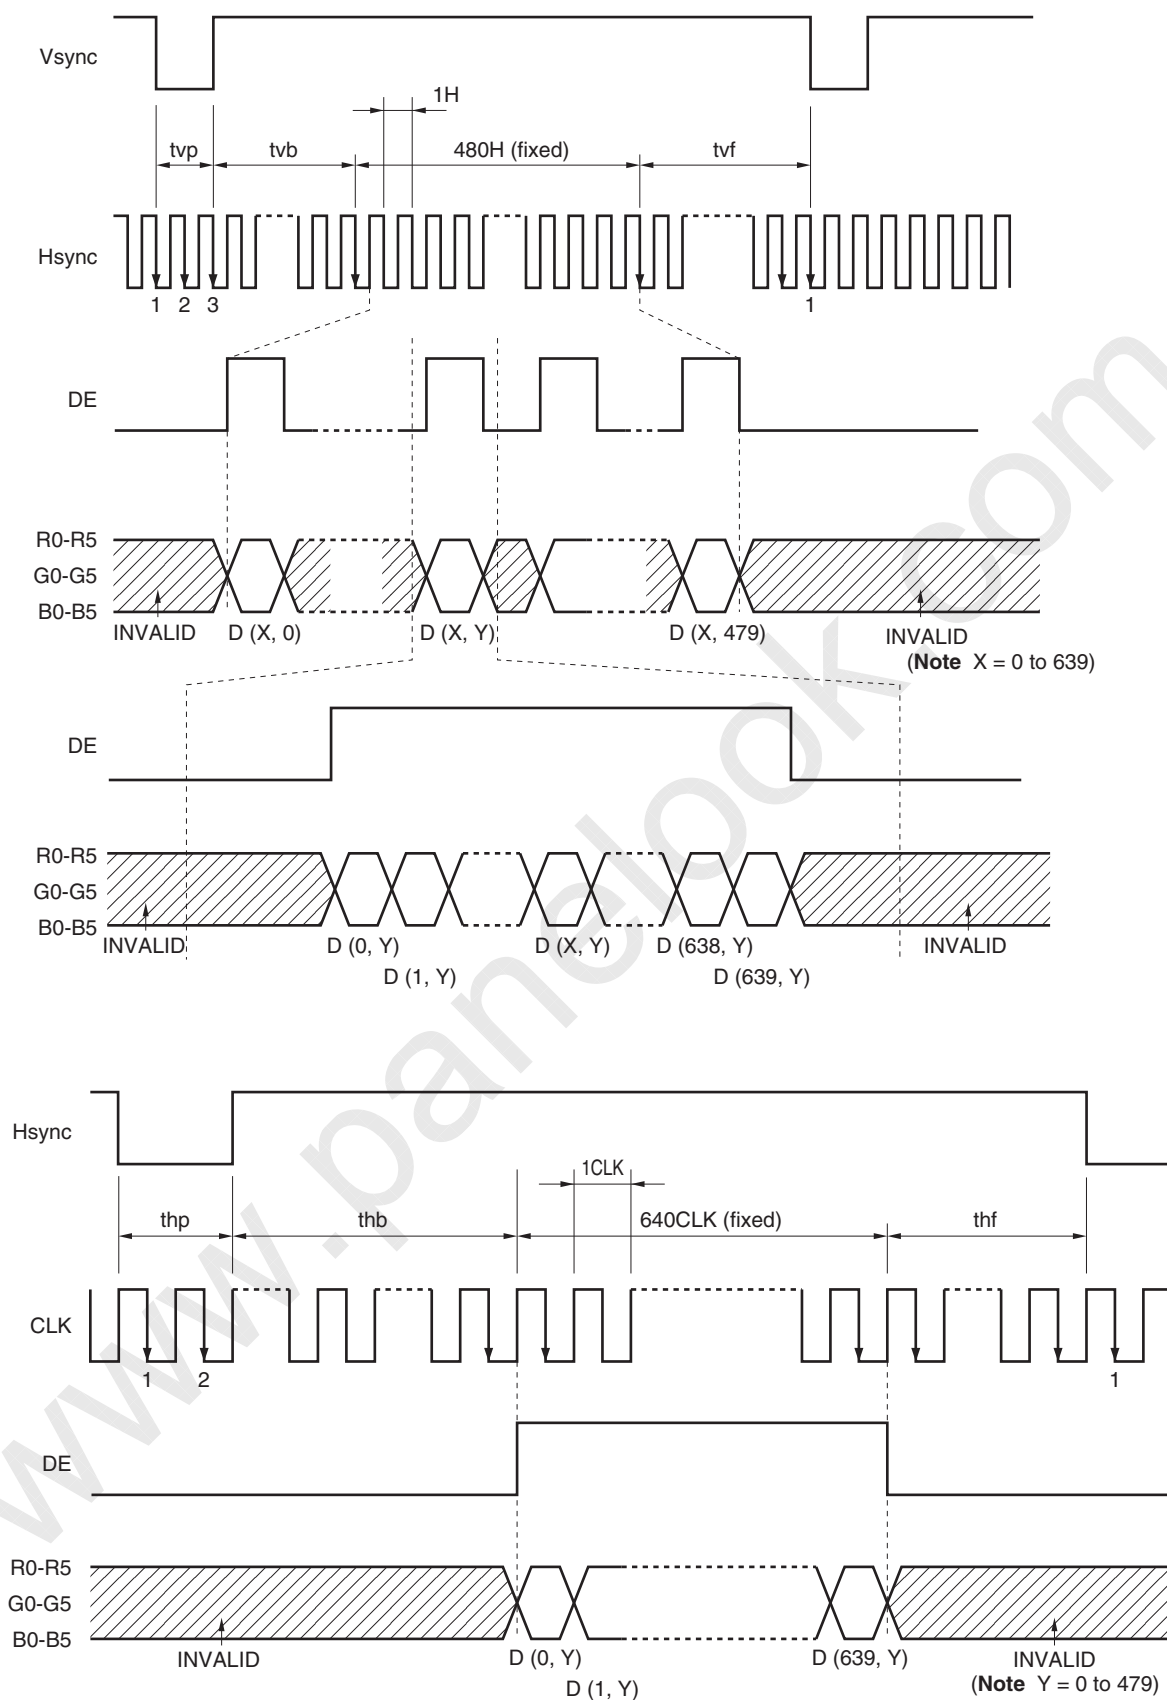 Vsync
1H
tvp tvb 480H (fixed) tvf
Hsync
1 2 3 1
DE
R0-R5
G0-G5
B0-B5
INVALID D (X, 0) D (X, Y) D (X, 479) INVALID
(Note X = 0 to 639)
DE
R0-R5
G0-G5
B0-B5
INVALID D (0, Y) D (X, Y) D (638, Y) INVALID
D (1, Y) D (639, Y)
Hsync
1CLK
thp thb 640CLK (fixed) thf
CLK
1 2 1
DE
R0-R5
G0-G5
B0-B5
INVALID D (0, Y) D (639, Y) INVALID
D (1, Y) (Note Y = 0 to 479)
www.panelook.com